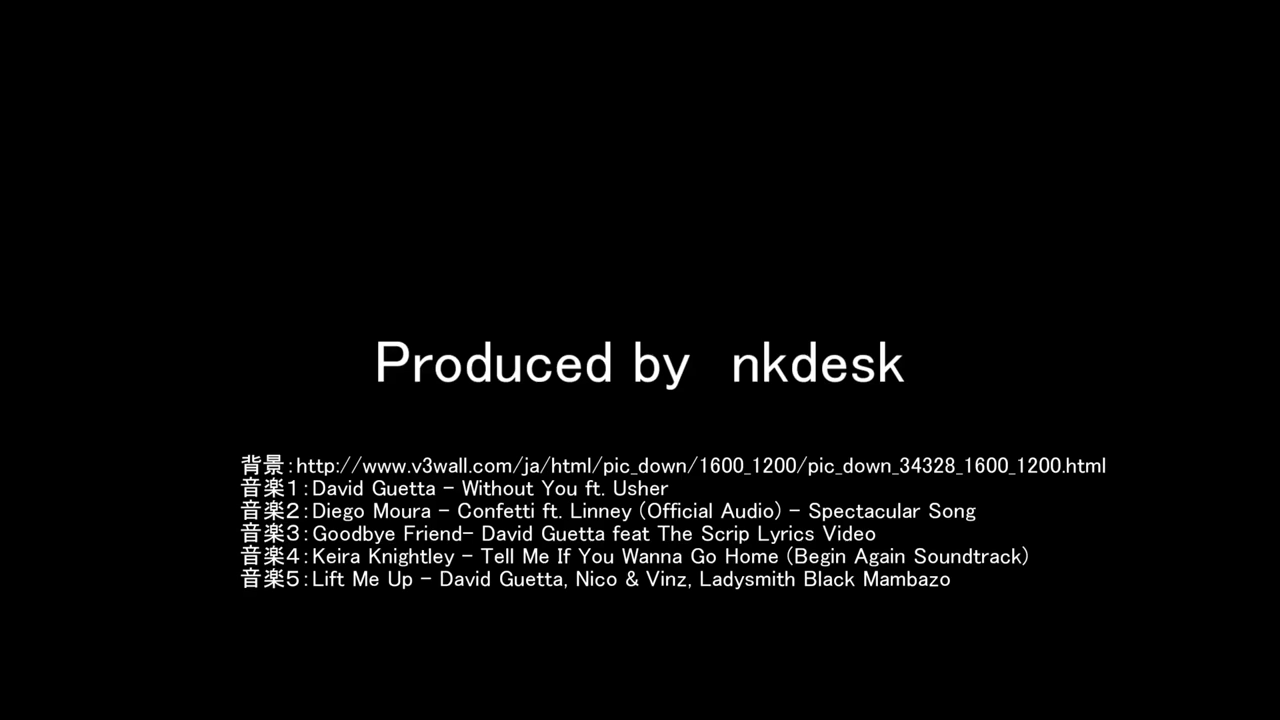 Produced by　nkdesk
背景：http://www.v3wall.com/ja/html/pic_down/1600_1200/pic_down_34328_1600_1200.html
音楽１：David Guetta - Without You ft. Usher
音楽２：Diego Moura - Confetti ft. Linney (Official Audio) - Spectacular Song
音楽３：Goodbye Friend- David Guetta feat The Scrip Lyrics Video
音楽４：Keira Knightley - Tell Me If You Wanna Go Home (Begin Again Soundtrack)
音楽５：Lift Me Up - David Guetta, Nico & Vinz, Ladysmith Black Mambazo